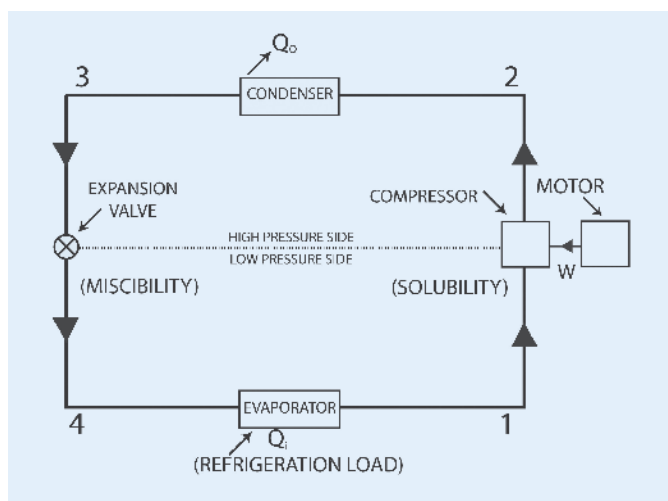 Qo
3
CONDENSER
2
EXPANSION
VALVE
COMPRESSOR
MOTOR
HIGH PRESSURE SIDE
LOW PRESSURE SIDE
W
(MISCIBILITY)
(SOLUBILITY)
4
EVAPORATOR
1
Qi
(REFRIGERATION LOAD)